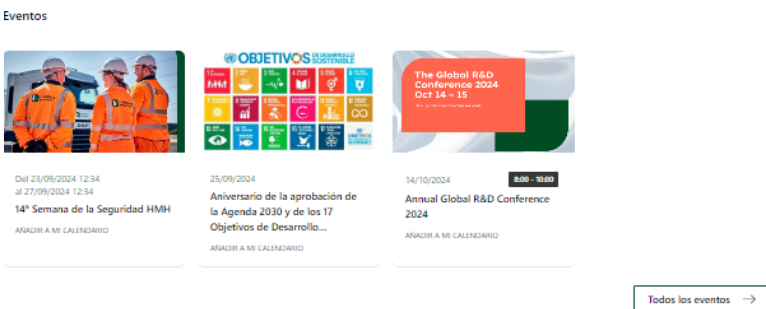 Eventos
OBJETIVOS DE DESARROLLO
SOSTENIBLE
The Global R&D
Conference 2024
Oct 14 – 15
Del 23/09/2024 12:34
al 27/09/2024 12:34
14ª Semana de la Seguridad HMH
AÑADIR A MI CALENDARIO
25/09/2024
Aniversario de la aprobación de
la Agenda 2030 y de los 17
Objetivos de Desarrollo...
AÑADIR A MI CALENDARIO
14/10/2024
8:00 - 10:00
Annual Global R&D Conference
2024
AÑADIR A MI CALENDARIO
Todos los eventos →